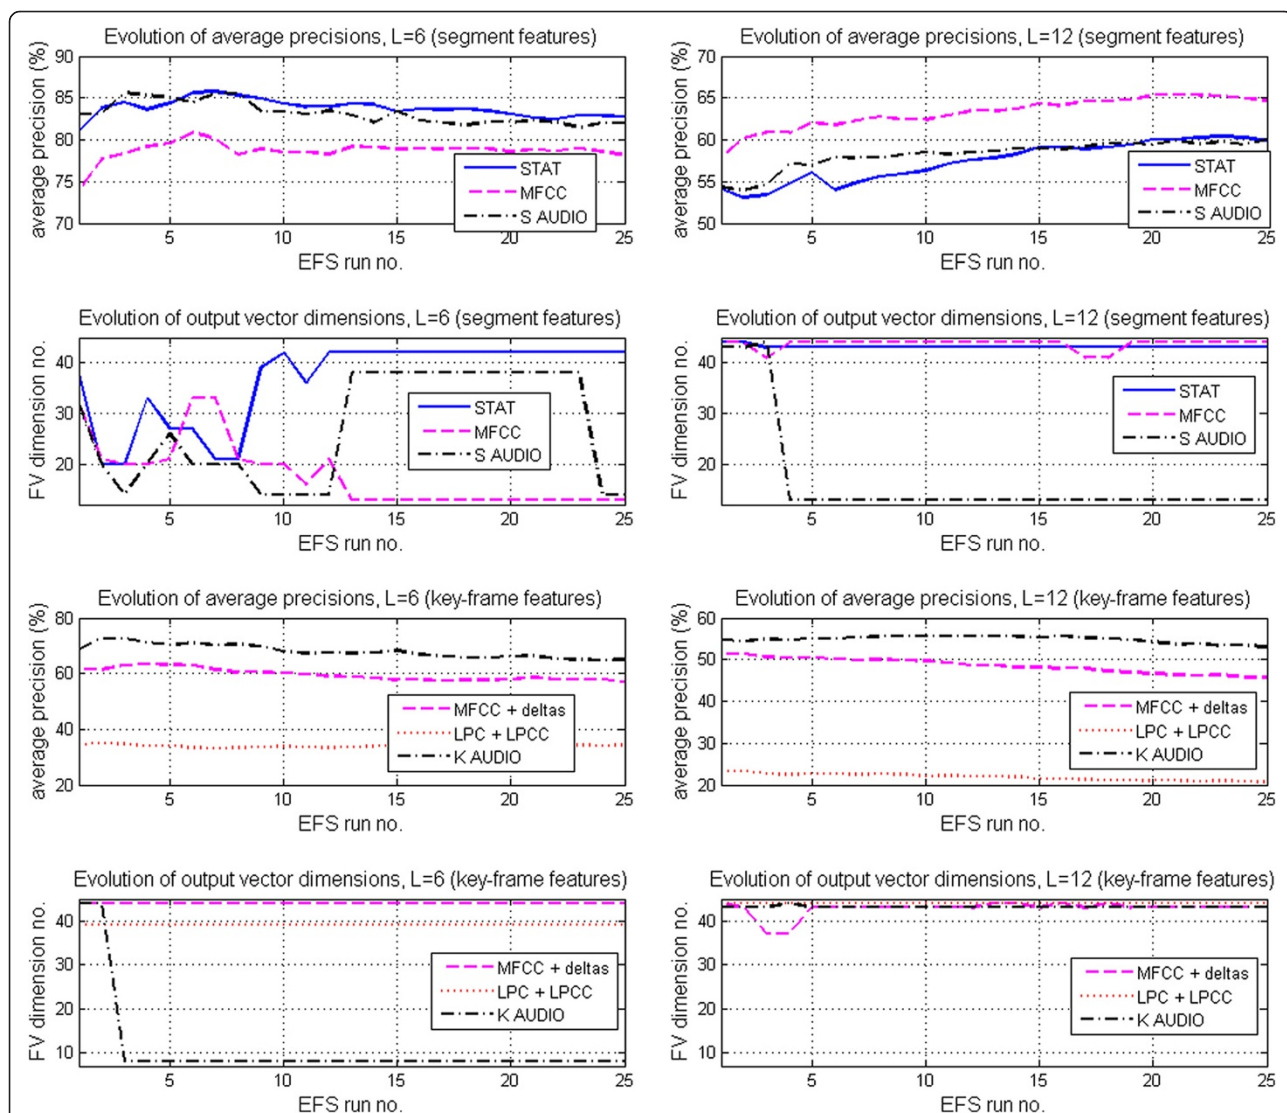 Evolution of average precisions, L=6 (segment features)
average precision (%)
90
85
80
75
70
STAT
MFCC
S AUDIO
5
10
15
20
25
EFS run no.
Evolution of average precisions, L=12 (segment features)
average precision (%)
70
65
60
55
50
STAT
MFCC
S AUDIO
5
10
15
20
25
EFS run no.
Evolution of output vector dimensions, L=6 (segment features)
FV dimension no.
40
30
20
STAT
MFCC
S AUDIO
5
10
15
20
25
EFS run no.
Evolution of output vector dimensions, L=12 (segment features)
FV dimension no.
40
30
20
STAT
MFCC
S AUDIO
5
10
15
20
25
EFS run no.
Evolution of average precisions, L=6 (key-frame features)
average precision (%)
80
60
40
20
MFCC + deltas
LPC + LPCC
K AUDIO
5
10
15
20
25
EFS run no.
Evolution of average precisions, L=12 (key-frame features)
average precision (%)
60
50
40
30
20
MFCC + deltas
LPC + LPCC
K AUDIO
5
10
15
20
25
EFS run no.
Evolution of output vector dimensions, L=6 (key-frame features)
FV dimension no.
40
30
20
10
MFCC + deltas
LPC + LPCC
K AUDIO
5
10
15
20
25
EFS run no.
Evolution of output vector dimensions, L=12 (key-frame features)
FV dimension no.
40
30
20
10
MFCC + deltas
LPC + LPCC
K AUDIO
5
10
15
20
25
EFS run no.